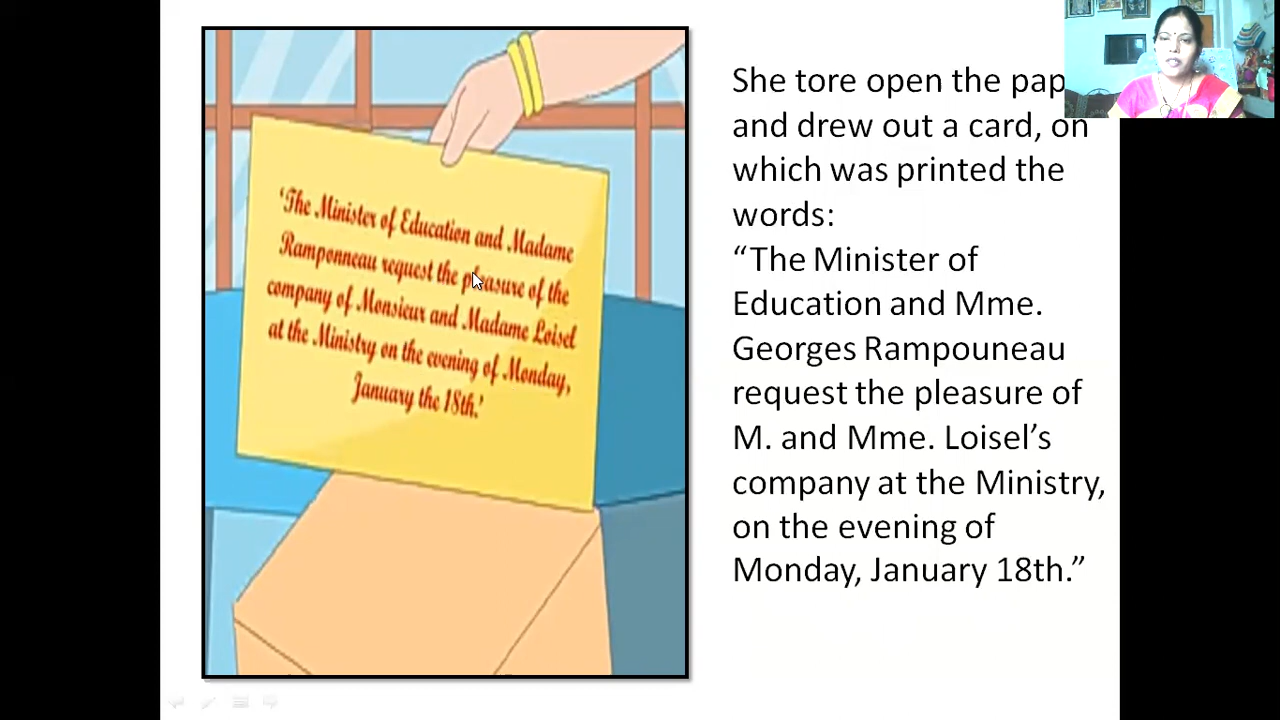 ‘The Minister of Education and Madame
Ramponneau request the pleasure of the
company of Monsieur and Madame Loisel
at the Ministry on the evening of Monday,
January the 18th.’
She tore open the pap
and drew out a card, on
which was printed the
words:
“The Minister of
Education and Mme.
Georges Rampouneau
request the pleasure of
M. and Mme. Loisel’s
company at the Ministry,
on the evening of
Monday, January 18th.”